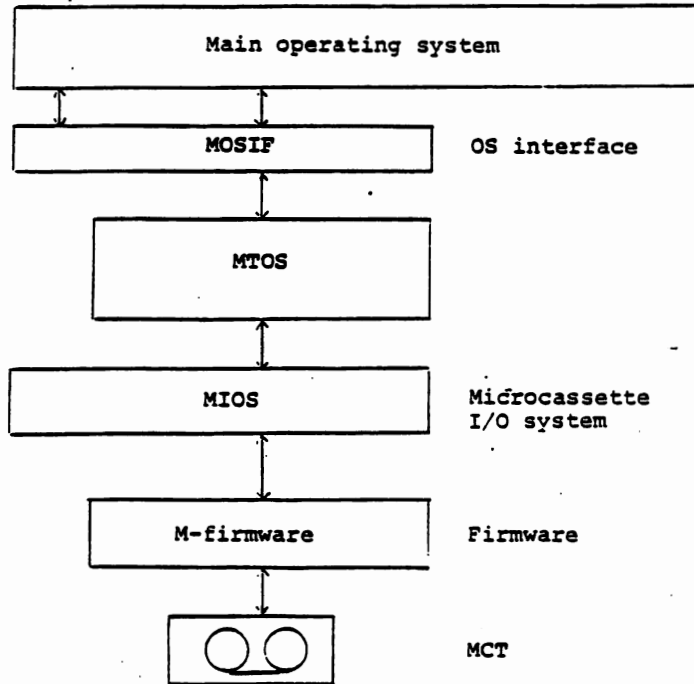 Main operating system
MOSIF OS interface
MTOS
MIOS Microcassette
I/O system
M-firmware Firmware
MCT